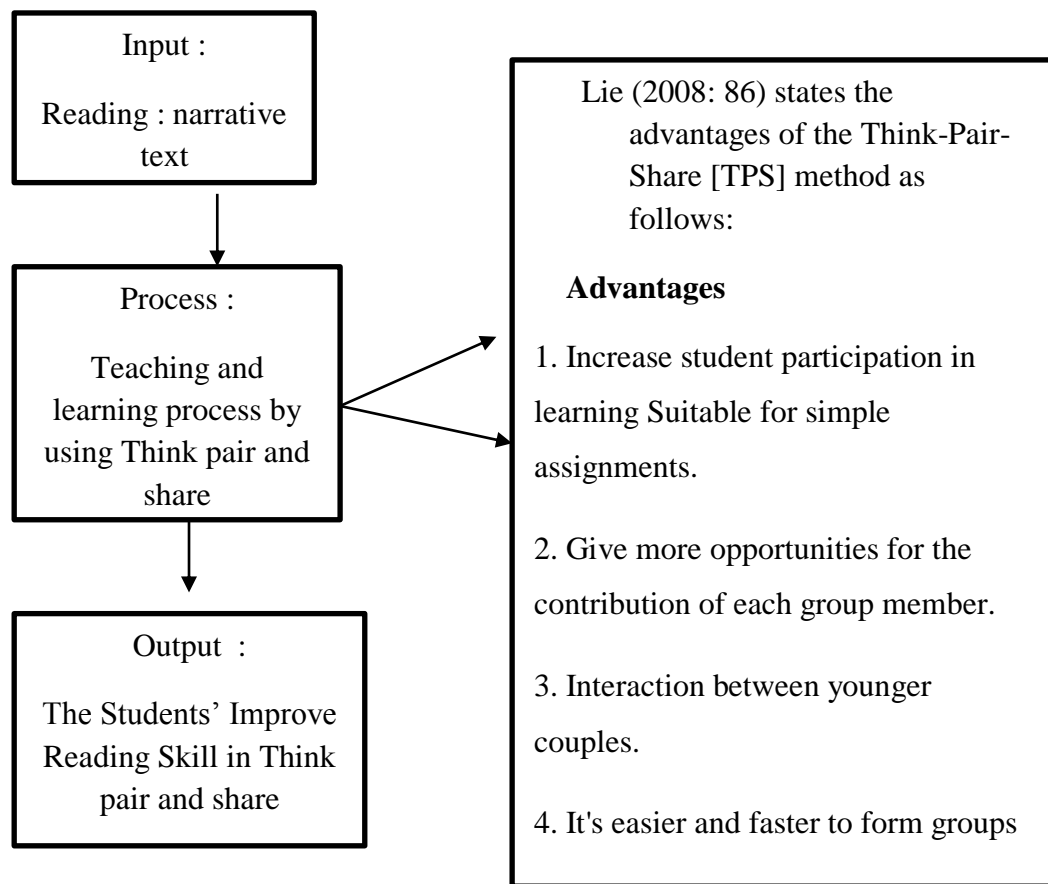 Input :
Reading : narrative
text
Process :
Teaching and
learning process by
using Think pair and
share
Output  :
The Students’ Improve
Reading Skill in Think
pair and share
Lie (2008: 86) states the
advantages of the Think-Pair-
Share [TPS] method as
follows:
Advantages
1. Increase student participation in
learning Suitable for simple
assignments.
2. Give more opportunities for the
contribution of each group member.
3. Interaction between younger
couples.
4. It's easier and faster to form groups